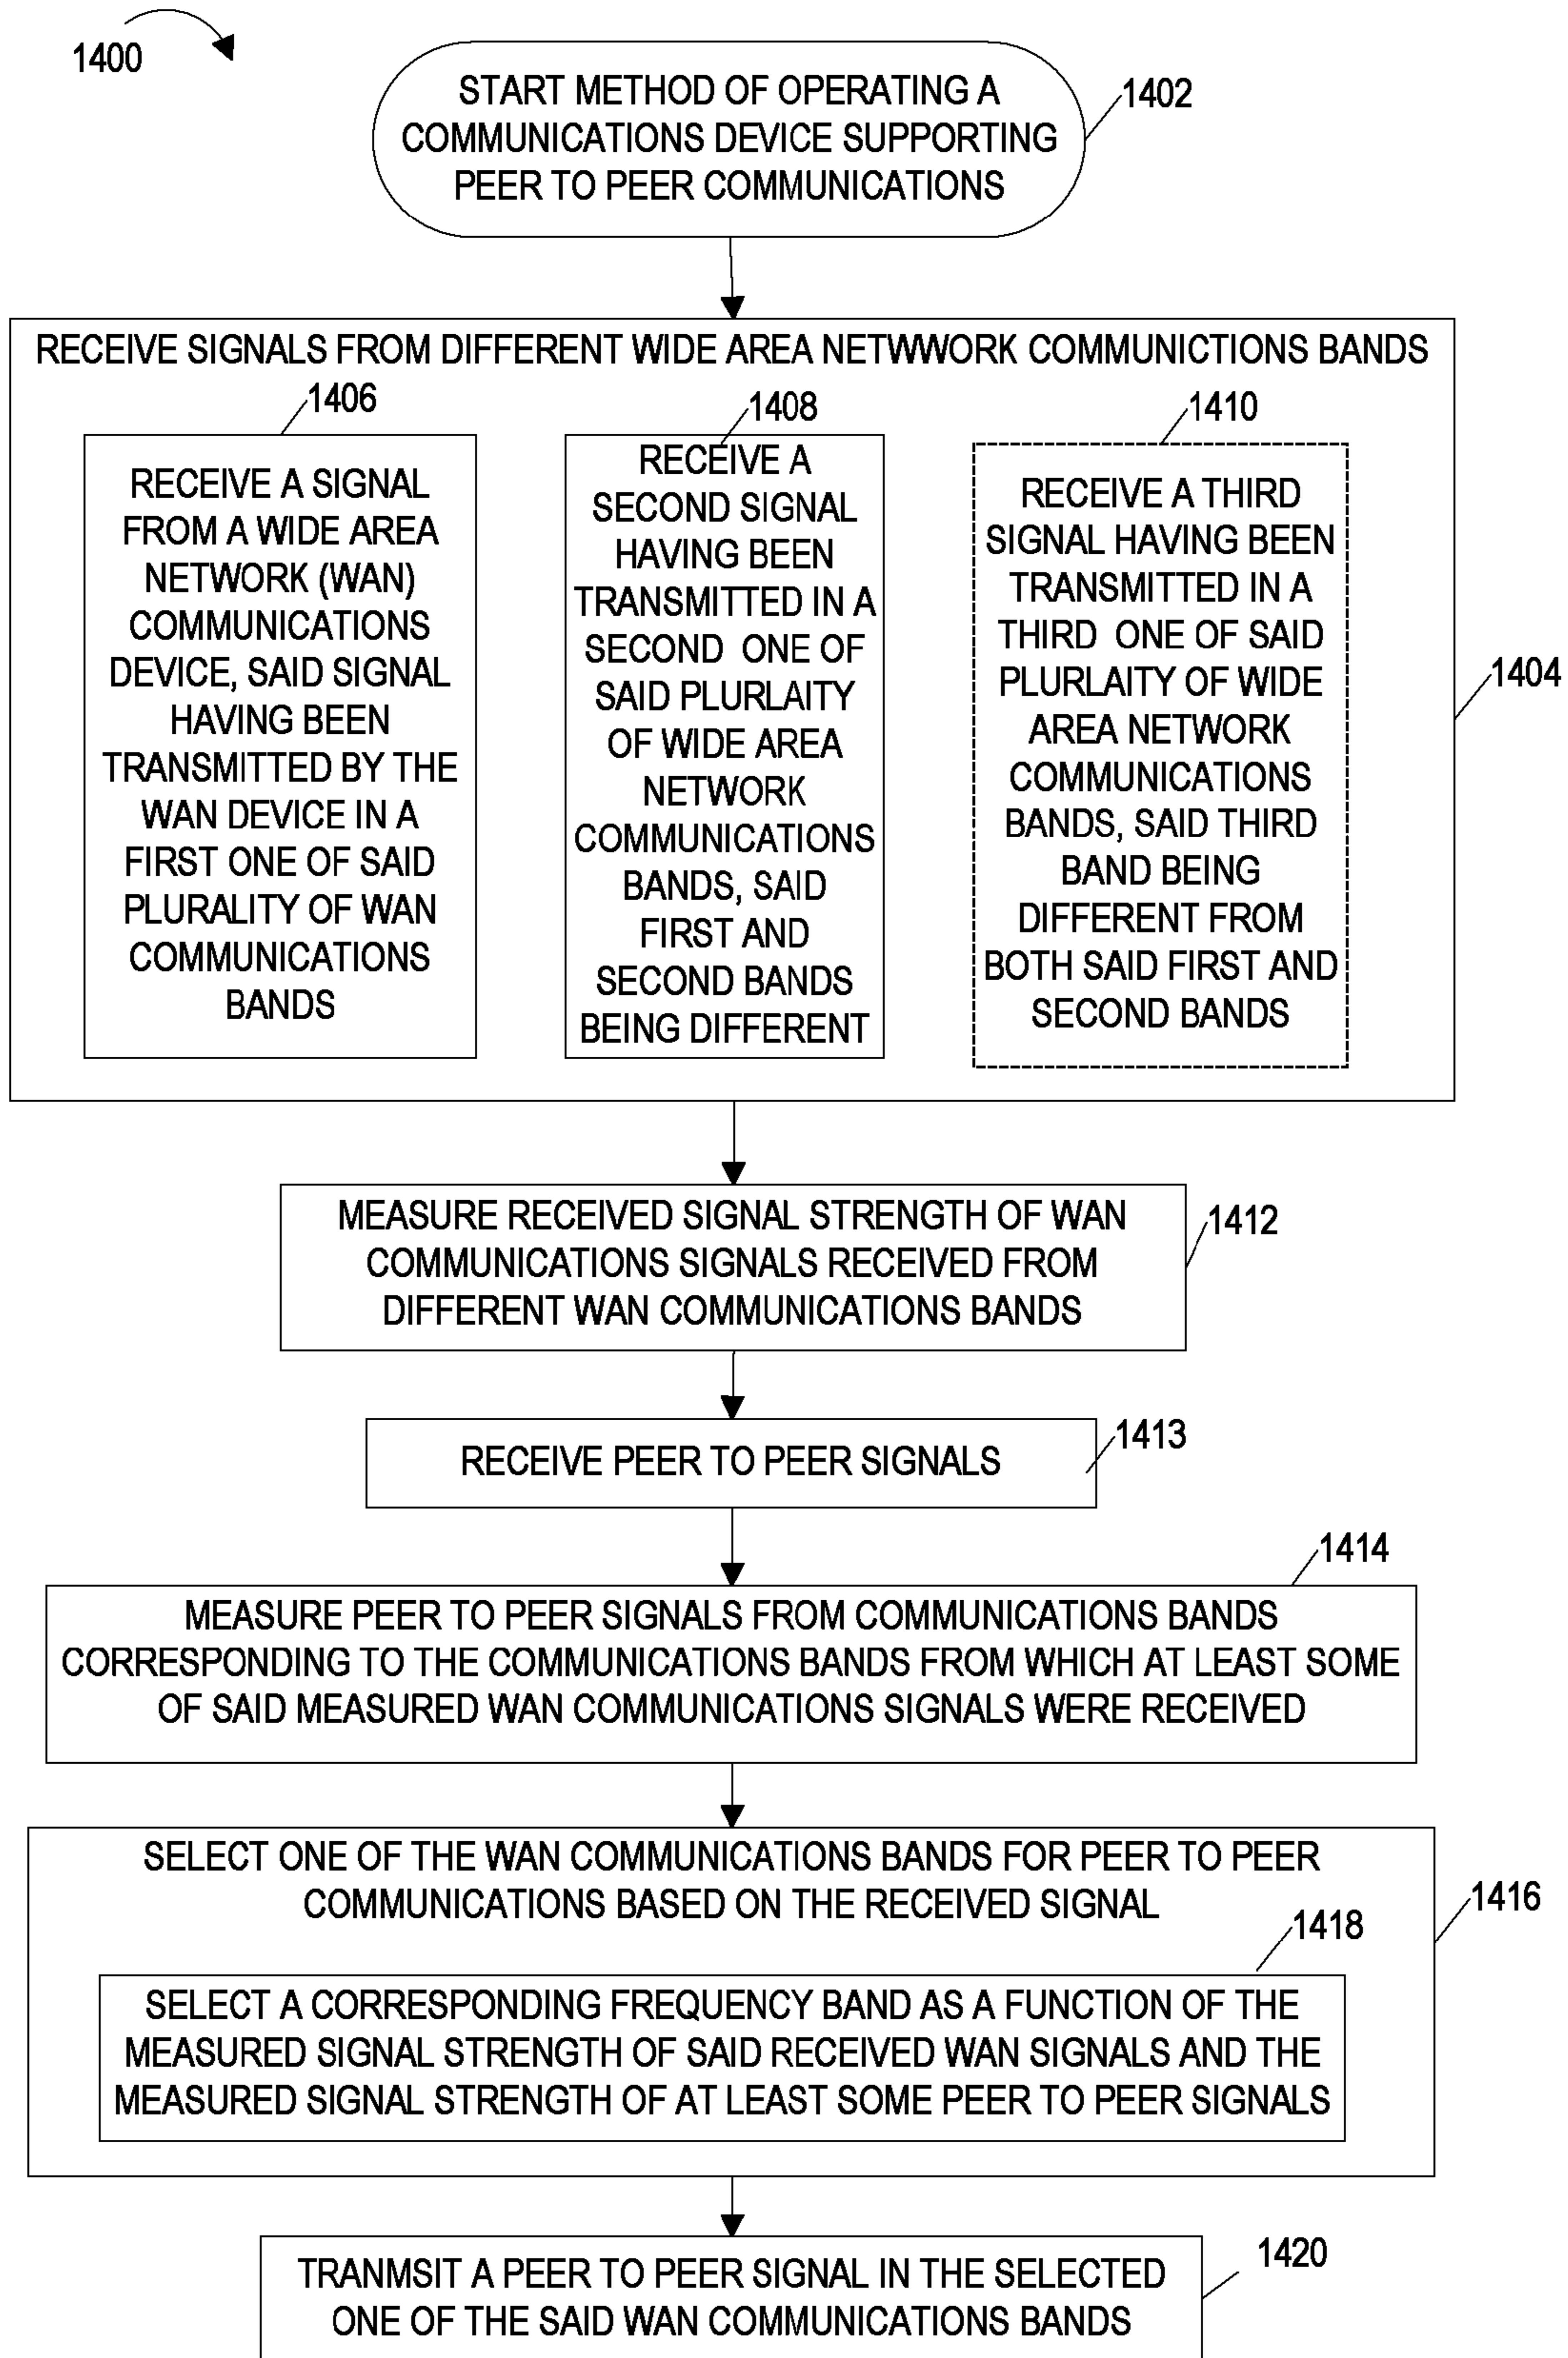 1400
START METHOD OF OPERATING A
COMMUNICATIONS DEVICE SUPPORTING
PEER TO PEER COMMUNICATIONS
1402
RECEIVE SIGNALS FROM DIFFERENT WIDE AREA NETWWORK COMMUNICTIONS BANDS
1404
1406
RECEIVE A SIGNAL
FROM A WIDE AREA
NETWORK (WAN)
COMMUNICATIONS
DEVICE, SAID SIGNAL
HAVING BEEN
TRANSMITTED BY THE
WAN DEVICE IN A
FIRST ONE OF SAID
PLURALITY OF WAN
COMMUNICATIONS
BANDS
1408
RECEIVE A
SECOND SIGNAL
HAVING BEEN
TRANSMITTED IN A
SECOND ONE OF
SAID PLURLAITY
OF WIDE AREA
NETWORK
COMMUNICATIONS
BANDS, SAID
FIRST AND
SECOND BANDS
BEING DIFFERENT
1410
RECEIVE A THIRD
SIGNAL HAVING BEEN
TRANSMITTED IN A
THIRD ONE OF SAID
PLURLAITY OF WIDE
AREA NETWORK
COMMUNICATIONS
BANDS, SAID THIRD
BAND BEING
DIFFERENT FROM
BOTH SAID FIRST AND
SECOND BANDS
MEASURE RECEIVED SIGNAL STRENGTH OF WAN
COMMUNICATIONS SIGNALS RECEIVED FROM
DIFFERENT WAN COMMUNICATIONS BANDS
1412
RECEIVE PEER TO PEER SIGNALS
1413
1414
MEASURE PEER TO PEER SIGNALS FROM COMMUNICATIONS BANDS
CORRESPONDING TO THE COMMUNICATIONS BANDS FROM WHICH AT LEAST SOME
OF SAID MEASURED WAN COMMUNICATIONS SIGNALS WERE RECEIVED
SELECT ONE OF THE WAN COMMUNICATIONS BANDS FOR PEER TO PEER
COMMUNICATIONS BASED ON THE RECEIVED SIGNAL
1416
1418
SELECT A CORRESPONDING FREQUENCY BAND AS A FUNCTION OF THE
MEASURED SIGNAL STRENGTH OF SAID RECEIVED WAN SIGNALS AND THE
MEASURED SIGNAL STRENGTH OF AT LEAST SOME PEER TO PEER SIGNALS
TRANMSIT A PEER TO PEER SIGNAL IN THE SELECTED
ONE OF THE SAID WAN COMMUNICATIONS BANDS
1420